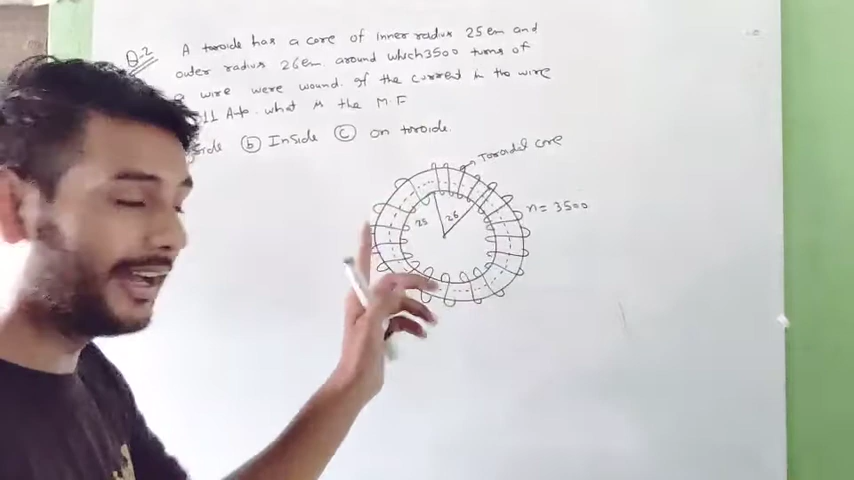 Q-2 A toroide has a core of inner radius 25 cm and
outer radius 26 cm around which 3500 turns of
wire were wound. If the current in the wire
11 Amp. what is the M.F
side (b) Inside (c) on toroide.
Toroidal core
25 26
n = 3500